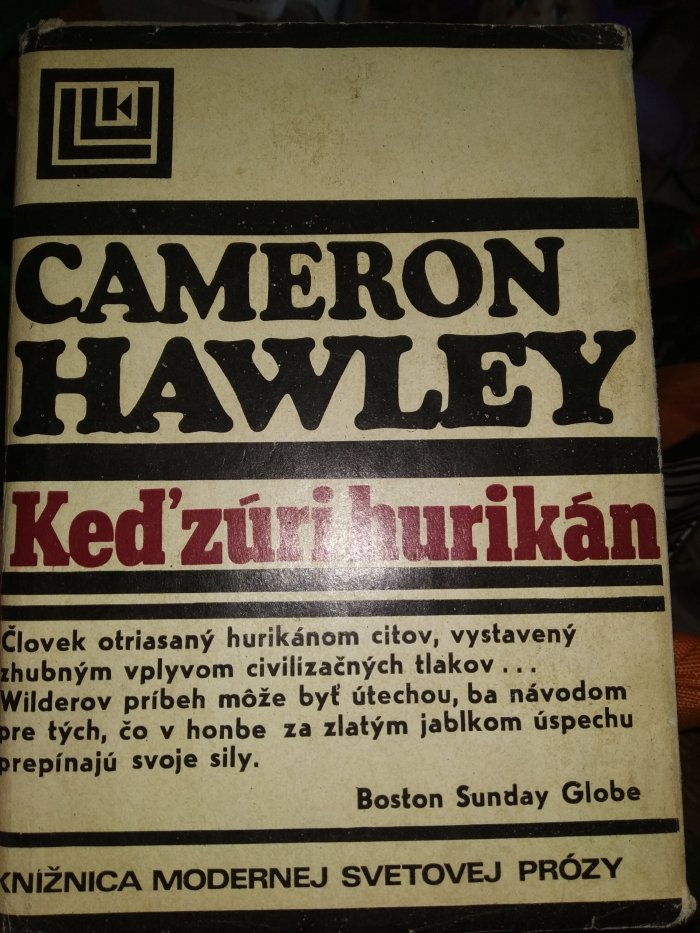 CAMERON
HAWLEY
Keď zúri hurikán
Človek otriasaný hurikánom citov, vystavený
zhubným vplyvom civilizačných tlakov...
Wilderov príbeh môže byť útechou, ba návodom
pre tých, čo v honbe za zlatým jablkom úspechu
prepínajú svoje sily.
Boston Sunday Globe
KNIŽNICA MODERNEJ SVETOVEJ PRÓZY